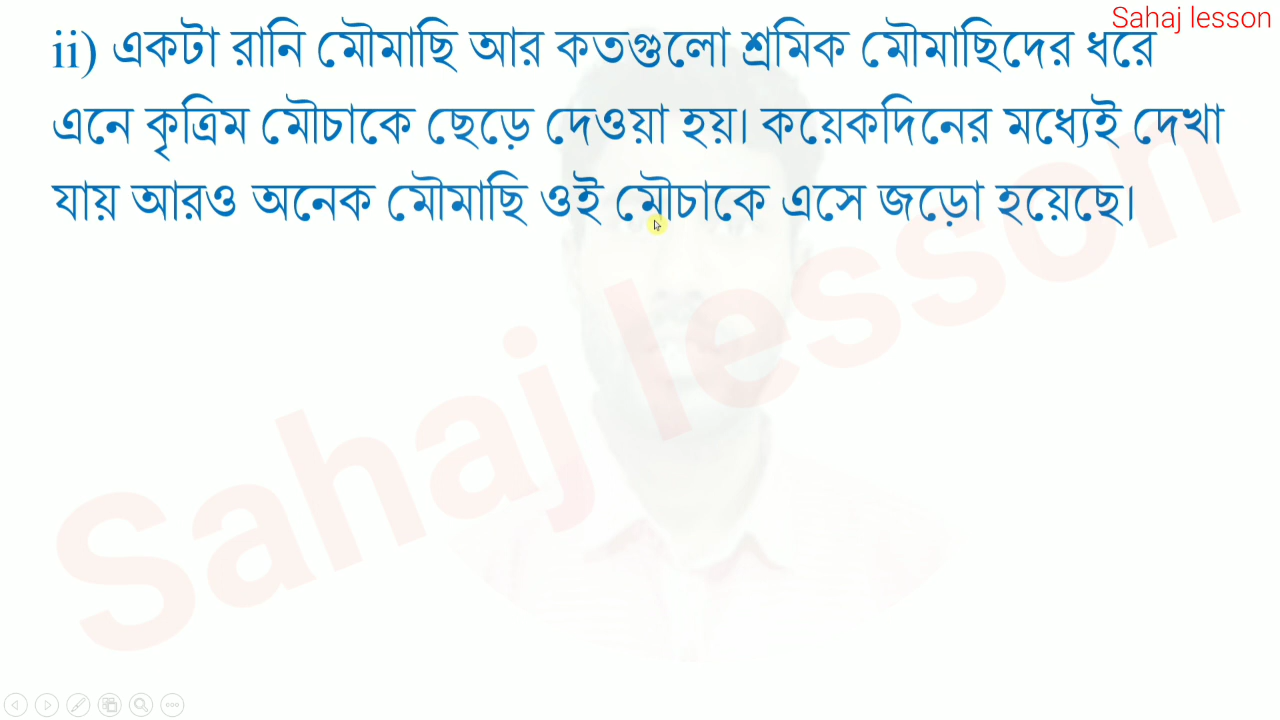 Sahaj lesson
ii) একটা রানি মৌমাছি আর কতগুলো শ্রমিক মৌমাছিদের ধরে
এনে কৃত্রিম মৌচাকে ছেড়ে দেওয়া হয়। কয়েকদিনের মধ্যেই দেখা
যায় আরও অনেক মৌমাছি ওই মৌচাকে এসে জড়ো হয়েছে।
Sahaj lesson